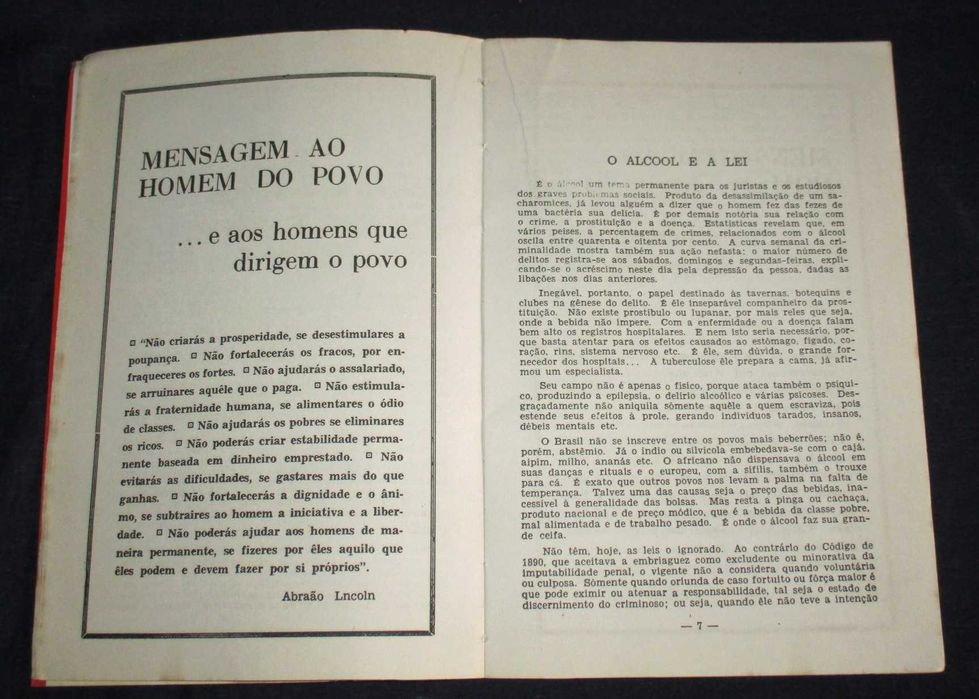 MENSAGEM AO
HOMEM DO POVO
...e aos homens que
dirigem o povo
¤ "Não criarás a prosperidade, se desestimulares a
poupança. ¤ Não fortalecerás os fracos, por en-
fraqueceres os fortes. ¤ Não ajudarás o assalariado,
se arruinares aquêle que o paga. ¤ Não estimula-
rás a fraternidade humana, se alimentares o ódio
de classes. ¤ Não ajudarás os pobres se eliminares
os ricos. ¤ Não poderás criar estabilidade perma-
nente baseada em dinheiro emprestado. ¤ Não
evitarás as dificuldades, se gastares mais do que
ganhas. ¤ Não fortalecerás a dignidade e o âni-
mo, se subtraires ao homem a iniciativa e a liber-
dade. ¤ Não poderás ajudar aos homens de ma-
neira permanente, se fizeres por êles aquilo que
êles podem e devem fazer por si próprios".
Abraão Lncoln
O ALCOOL E A LEI
É o álcool um tema permanente para os juristas e os estudiosos
dos graves problemas sociais. Produto da desassimilação de um sa-
charomices, já levou alguém a dizer que o homem fez das fezes de
uma bactéria sua delícia. É por demais notória sua relação com
o crime, a prostituição e a doença. Estatísticas revelam que, em
vários peíses, a percentagem de crimes, relacionados com o álcool
oscila entre quarenta e oitenta por cento. A curva semanal da cri-
minalidade mostra também sua ação nefasta: o maior número de
delitos registra-se aos sábados, domingos e segundas-feiras, expli-
cando-se o acréscimo neste dia pela depressão da pessoa, dadas as
libações nos dias anteriores.
Inegável, portanto, o papel destinado às tavernas, botequins e
clubes na gênese do delito. É êle inseparável companheiro da pros-
tituição. Não existe prostíbulo ou lupanar, por mais reles que seja,
onde a bebida não impere. Com a enfermidade ou a doença falam
bem alto os registros hospitalares. E nem isto seria necessário, por-
que basta atentar para os efeitos causados ao estômago, fígado, co-
ração, rins, sistema nervoso etc. É êle, sem dúvida, o grande for-
necedor dos hospitais... A tuberculose êle prepara a cama, já afir-
mou um especialista.
Seu campo não é apenas o físico, porque ataca também o psíqui-
co, produzindo a epilepsia, o delírio alcoólico e várias psicoses. Des-
graçadamente não aniquila sômente aquêle a quem escraviza, pois
estende seus efeitos à prole, gerando indivíduos tarados, insanos,
débeis mentais etc.
O Brasil não se inscreve entre os povos mais beberrões; não é,
porém, abstêmio. Já o índio ou silvícola embebedava-se com o cajá,
aipim, milho, ananás etc. O africano não dispensava o álcool em
suas danças e rituais e o europeu, com a sífilis, também o trouxe
para cá. É exato que outros povos nos levam a palma na falta de
temperança. Talvez uma das causas seja o preço das bebidas, ina-
cessível à generalidade das bolsas. Mas resta a pinga ou cachaça,
produto nacional e de preço módico, que é a bebida da classe pobre,
mal alimentada e de trabalho pesado. É onde o álcool faz sua gran-
de ceifa.
Não têm, hoje, as leis o ignorado. Ao contrário do Código de
1890, que aceitava a embriaguez como excludente ou minorativa da
imputabilidade penal, o vigente não a considera quando voluntária
ou culposa. Sòmente quando oriunda de caso fortuito ou fôrça maior é
que pode eximir ou atenuar a responsabilidade, tal seja o estado de
discernimento do criminoso; ou seja, quando êle não teve a intenção
— 7 —